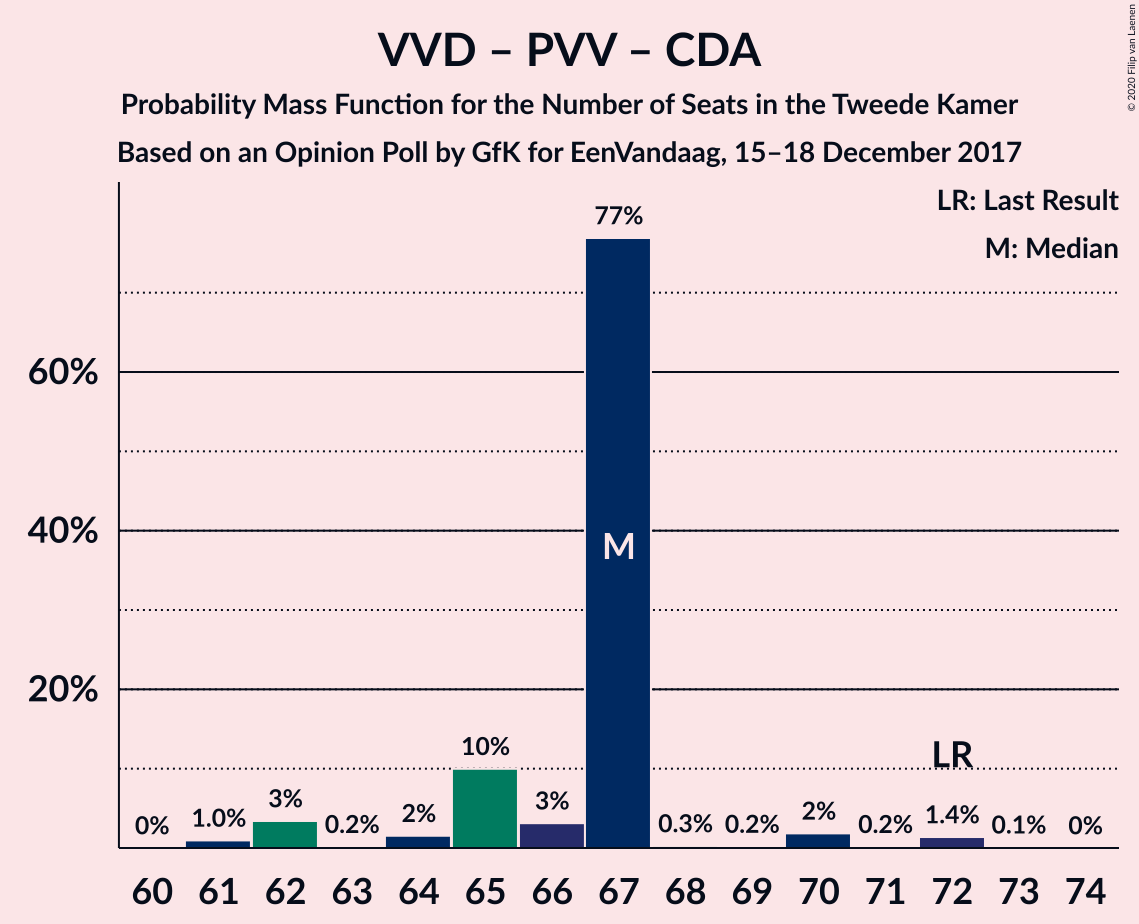 VVD – PVV – CDA
Probability Mass Function for the Number of Seats in the Tweede Kamer
Based on an Opinion Poll by GfK for EenVandaag, 15–18 December 2017
© 2020 Filip van Laenen
LR: Last Result
M: Median
77%
60%
40%
M
20%
10%
LR
0% 1.0% 3% 0.2% 2% 3% 0.3% 0.2% 2% 0.2% 1.4% 0.1% 0%
60 61 62 63 64 65 66 67 68 69 70 71 72 73 74